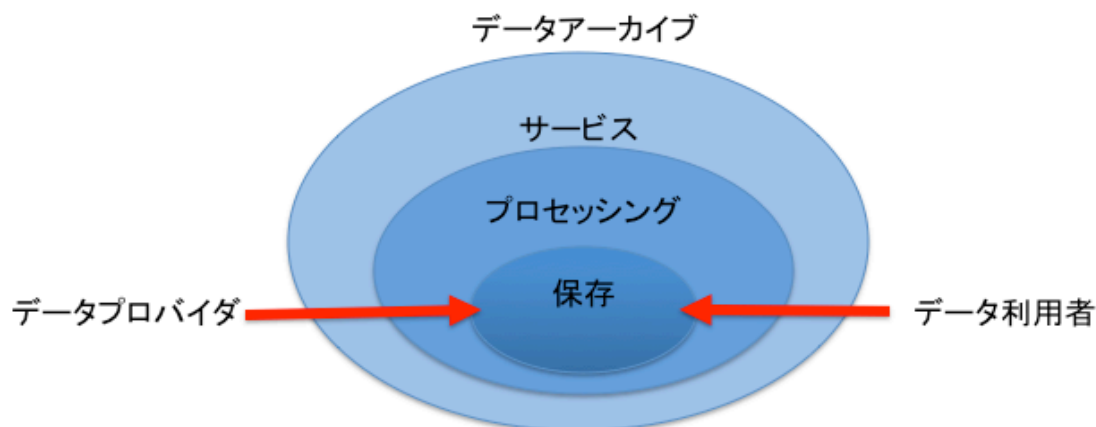 データアーカイブ
サービス
プロセッシング
保存
データプロバイダ
データ利用者